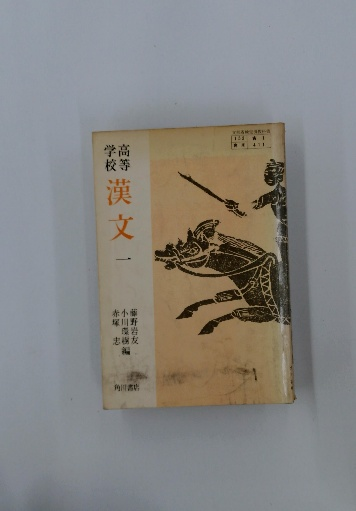 高等
学校
漢文
一
藤野岩友
小川環樹 編
赤塚 忠
角川書店